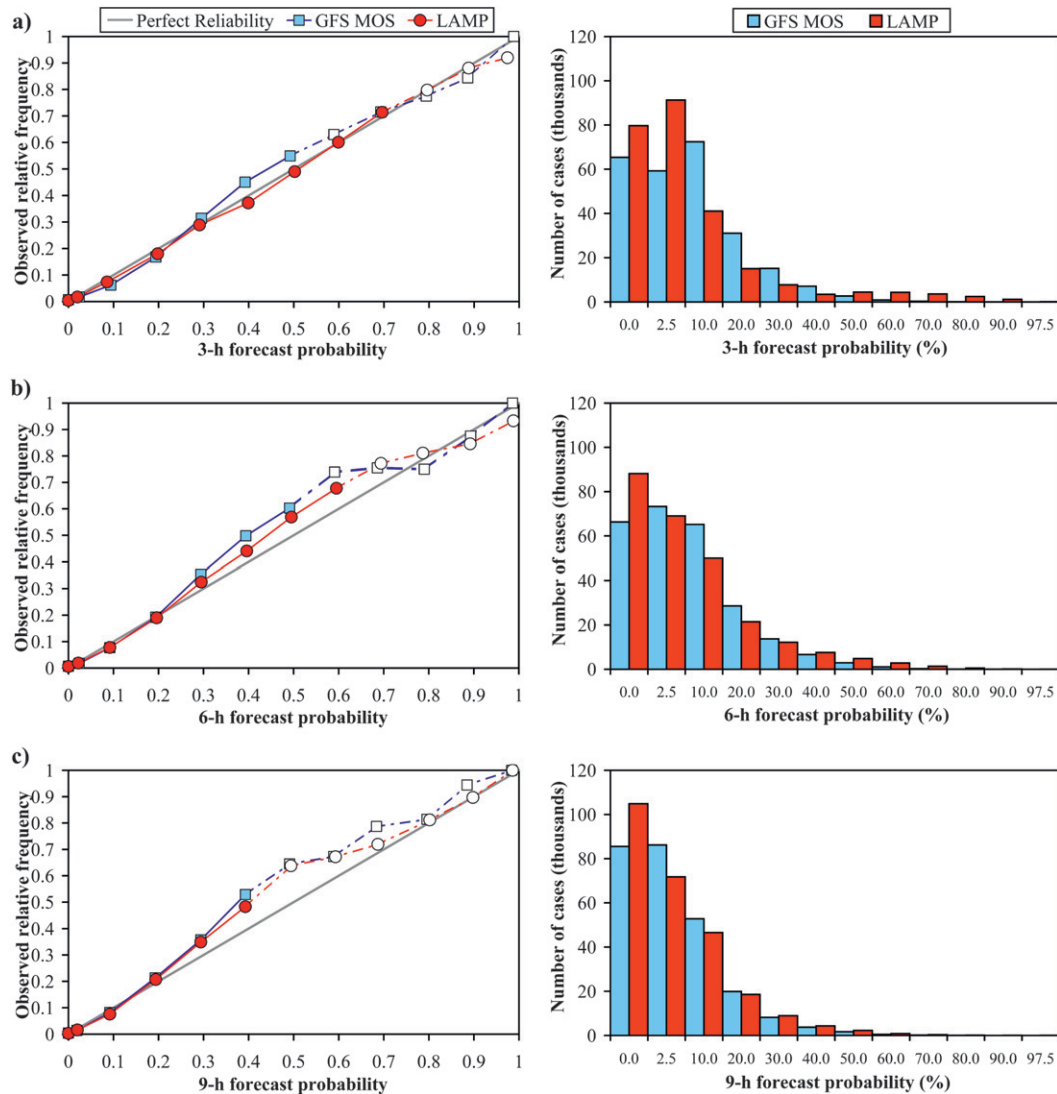 a)
Perfect Reliability GFS MOS LAMP
Observed relative frequency
1
0.9
0.8
0.7
0.6
0.5
0.4
0.3
0.2
0.1
0
0 0.1 0.2 0.3 0.4 0.5 0.6 0.7 0.8 0.9 1
3-h forecast probability
GFS MOS LAMP
Number of cases (thousands)
120
100
80
60
40
20
0
0.0 2.5 10.0 20.0 30.0 40.0 50.0 60.0 70.0 80.0 90.0 97.5
3-h forecast probability (%)
b)
Observed relative frequency
1
0.9
0.8
0.7
0.6
0.5
0.4
0.3
0.2
0.1
0
0 0.1 0.2 0.3 0.4 0.5 0.6 0.7 0.8 0.9 1
6-h forecast probability
Number of cases (thousands)
120
100
80
60
40
20
0
0.0 2.5 10.0 20.0 30.0 40.0 50.0 60.0 70.0 80.0 90.0 97.5
6-h forecast probability (%)
c)
Observed relative frequency
1
0.9
0.8
0.7
0.6
0.5
0.4
0.3
0.2
0.1
0
0 0.1 0.2 0.3 0.4 0.5 0.6 0.7 0.8 0.9 1
9-h forecast probability
Number of cases (thousands)
120
100
80
60
40
20
0
0.0 2.5 10.0 20.0 30.0 40.0 50.0 60.0 70.0 80.0 90.0 97.5
9-h forecast probability (%)